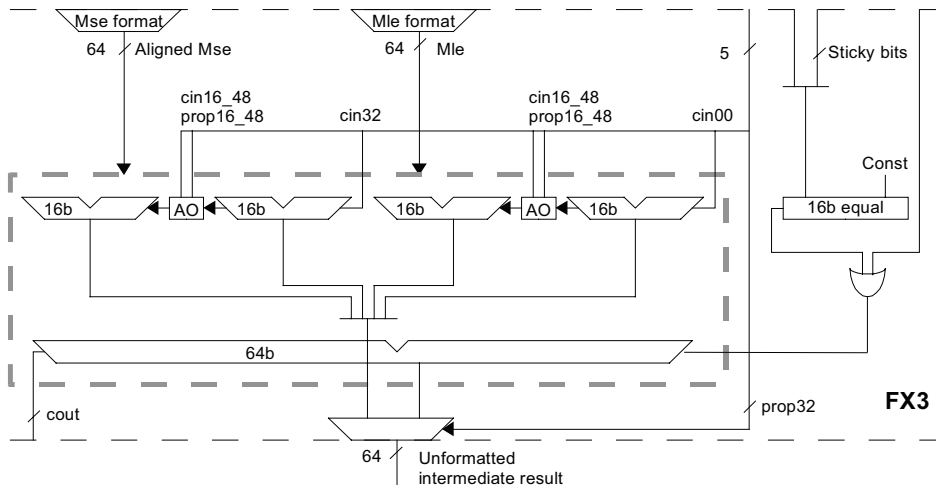 Mse format
Mle format
64
Aligned Mse
64
Mle
5
Sticky bits
cin16_48
prop16_48
cin32
cin16_48
prop16_48
cin00
Const
16b
AO
16b
16b
AO
16b
16b equal
64b
cout
prop32
FX3
64
Unformatted
intermediate result